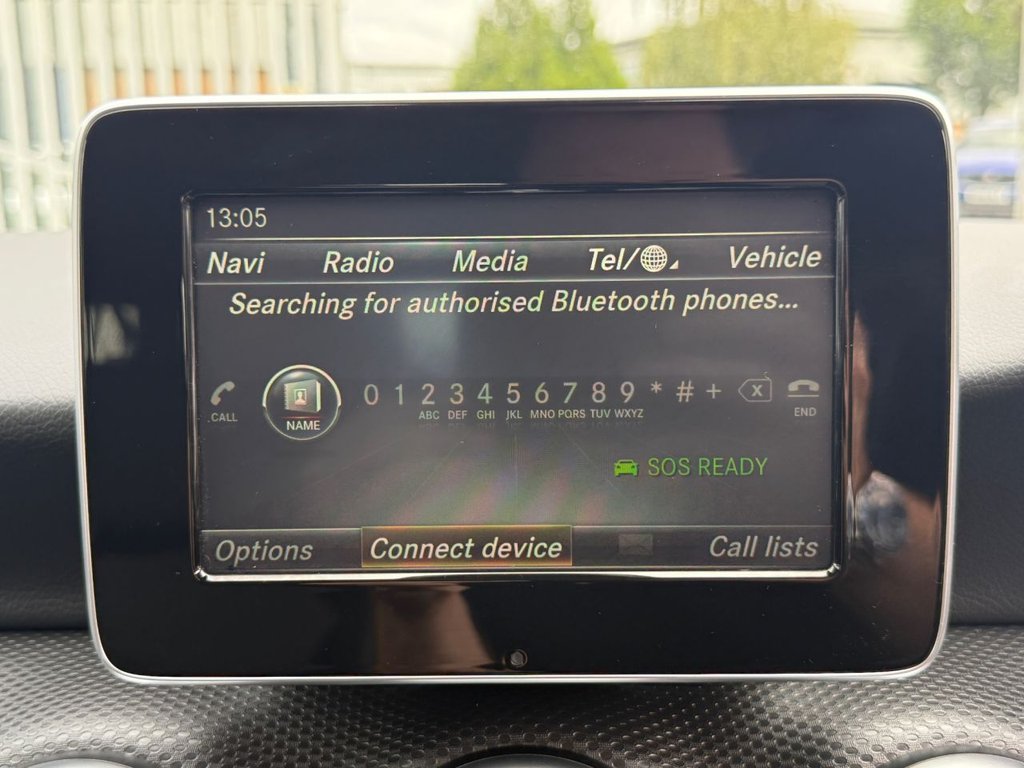 13:05
Navi Radio Media Tel/ Vehicle
Searching for authorised Bluetooth phones...
CALL NAME 0 1 2 3 4 5 6 7 8 9 * # + x END
ABC DEF GHI JKL MNO PQRS TUV WXYZ
SOS READY
Options Connect device Call lists